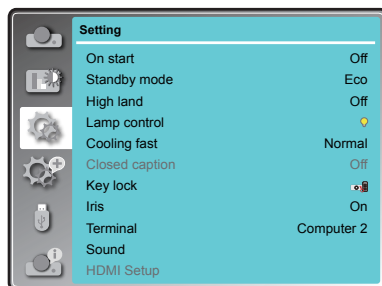 Setting
On start Off
Standby mode Eco
High land Off
Lamp control
Cooling fast Normal
Closed caption Off
Key lock
Iris On
Terminal Computer 2
Sound
HDMI Setup